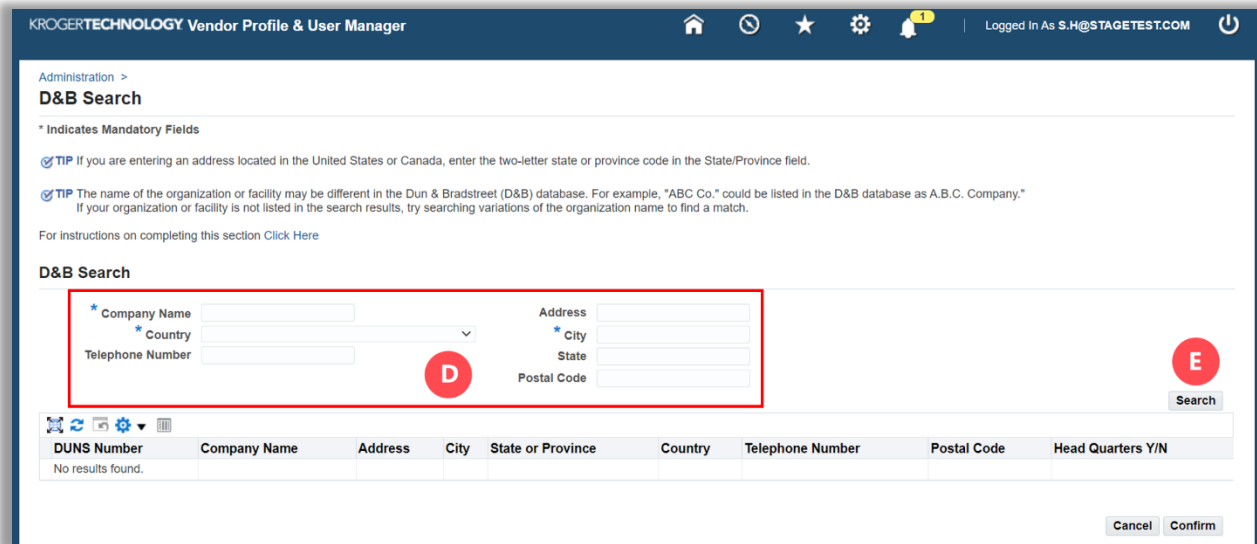 KROGERTECHNOLOGY. Vendor Profile & User Manager
1
Logged In As S.H@STAGETEST.COM
Administration >
D&B Search
* Indicates Mandatory Fields
TIP If you are entering an address located in the United States or Canada, enter the two-letter state or province code in the State/Province field.
TIP The name of the organization or facility may be different in the Dun & Bradstreet (D&B) database. For example, "ABC Co." could be listed in the D&B database as A.B.C. Company."
If your organization or facility is not listed in the search results, try searching variations of the organization name to find a match.
For instructions on completing this section Click Here
D&B Search
* Company Name
Address
* Country
* City
Telephone Number
State
D
Postal Code
E
Search
DUNS Number Company Name Address City State or Province Country Telephone Number Postal Code Head Quarters Y/N
No results found.
Cancel Confirm